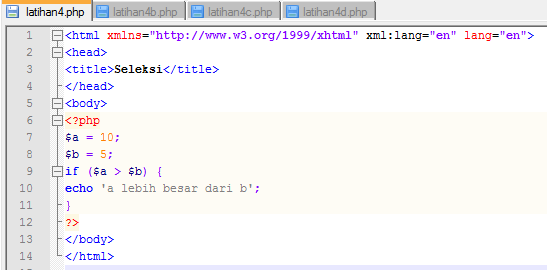 latihan4.php latihan4b.php latihan4c.php latihan4d.php
1 <html xmlns="http://www.w3.org/1999/xhtml" xml:lang="en" lang="en">
2 <head>
3 <title>Seleksi</title>
4 </head>
5 <body>
6 <?php
7 $a = 10;
8 $b = 5;
9 if ($a > $b) {
10 echo 'a lebih besar dari b';
11 }
12 ?>
13 </body>
14 </html>